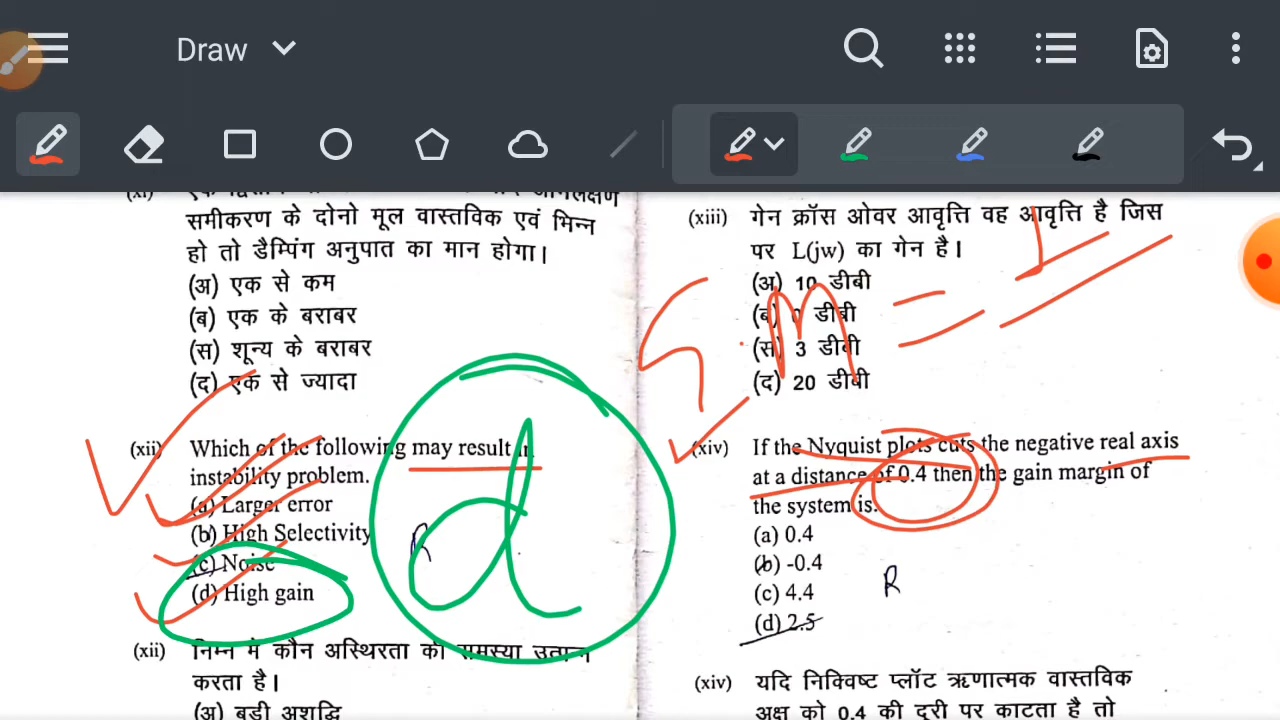 Draw
(xi)
समीकरण के दोनो मूल वास्तविक एवं भिन्न
हो तो डैम्पिंग अनुपात का मान होगा।
(अ) एक से कम
(ब) एक के बराबर
(स) शून्य के बराबर
(द) एक से ज्यादा
(xii) Which of the following may result in
instability problem.
(a) Larger error
(b) High Selectivity
(c) Noise
(d) High gain
R
d
(xii) निम्न मे कौन अस्थिरता की समस्या उत्पन्न
करता है।
(अ) बड़ी अशुद्धि
(xiii) गेन क्रॉस ओवर आवृत्ति वह आवृत्ति है जिस
पर L(jw) का गेन है।
(अ) 10 डीबी
(ब) 0 डीबी
(स) 3 डीबी
(द) 20 डीबी
G.m = 1
(xiv) If the Nyquist plots cuts the negative real axis
at a distance of 0.4 then the gain margin of
the system is.
(a) 0.4
(b) -0.4
(c) 4.4
(d) 2.5
R
(xiv) यदि निक्विष्ट प्लॉट ऋणात्मक वास्तविक
अक्ष को 0.4 की दूरी पर काटता है तो